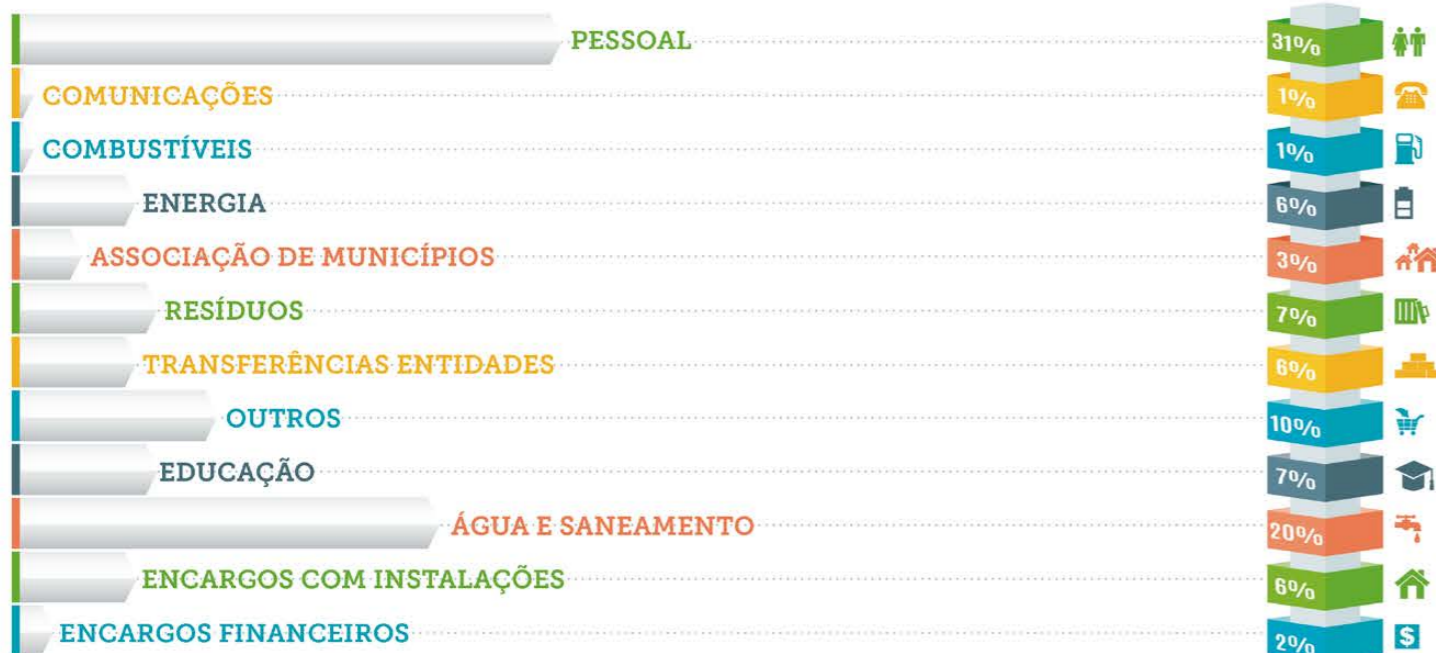 PESSOAL 31%
COMUNICAÇÕES 1%
COMBUSTÍVEIS 1%
ENERGIA 6%
ASSOCIAÇÃO DE MUNICÍPIOS 3%
RESÍDUOS 7%
TRANSFERÊNCIAS ENTIDADES 6%
OUTROS 10%
EDUCAÇÃO 7%
ÁGUA E SANEAMENTO 20%
ENCARGOS COM INSTALAÇÕES 6%
ENCARGOS FINANCEIROS 2%
$